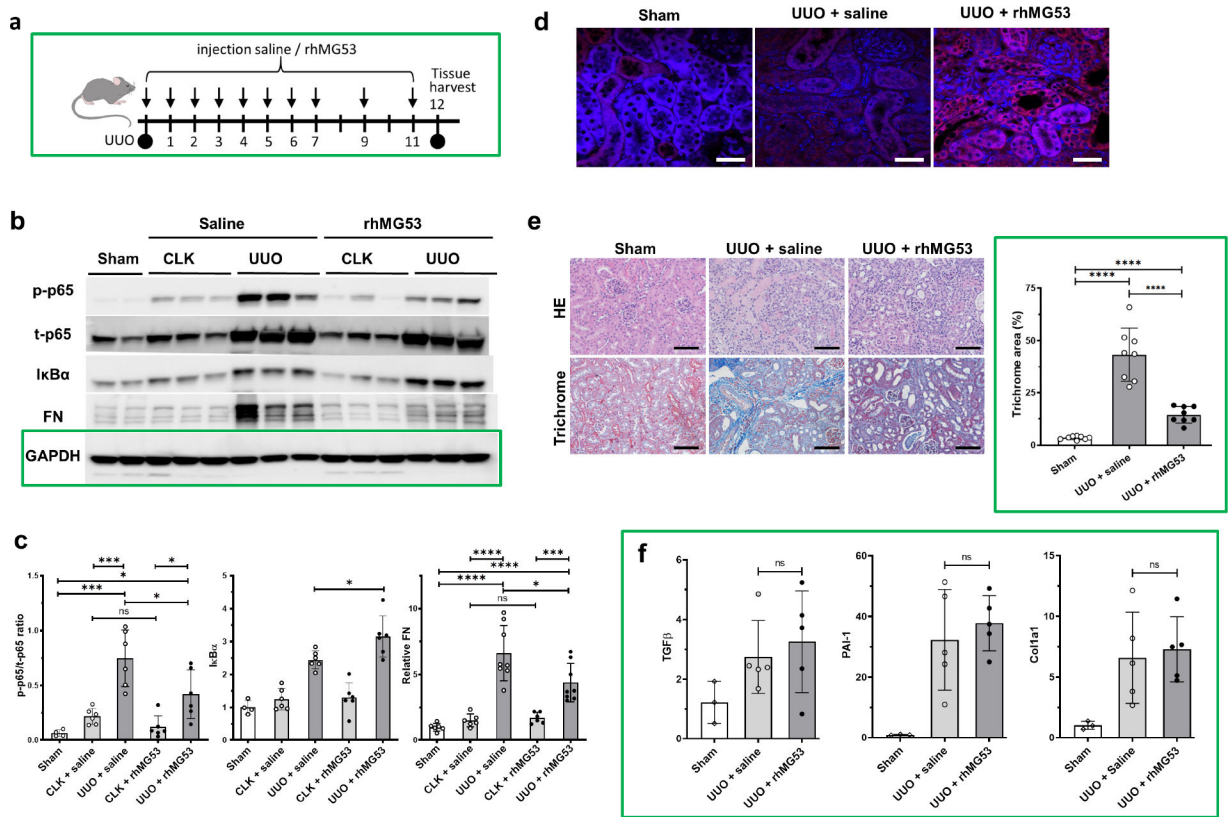 a
injection saline / rhMG53
Tissue
harvest
12
UUO 1 2 3 4 5 6 7 9 11
b
Saline rhMG53
Sham CLK UUO CLK UUO
p-p65
t-p65
IκBα
FN
GAPDH
c
p-p65/t-p65 ratio
1.5
1.0
0.5
0.0
***
*
*
***
*
ns
Sham
CLK + saline
UUO + saline
CLK + rhMG53
UUO + rhMG53
IκBα
5
4
3
2
1
0
*
Sham
CLK + saline
UUO + saline
CLK + rhMG53
UUO + rhMG53
Relative FN
15
10
5
0
****
***
****
****
*
ns
Sham
CLK + saline
UUO + saline
CLK + rhMG53
UUO + rhMG53
d
Sham UUO + saline UUO + rhMG53
e
Sham UUO + saline UUO + rhMG53
HE
Trichrome
Trichrome area (%)
100
75
50
25
0
****
****
****
Sham
UUO + saline
UUO + rhMG53
f
TGFβ
6
4
2
0
ns
Sham
UUO + saline
UUO + rhMG53
PAI-1
60
40
20
0
ns
Sham
UUO + saline
UUO + rhMG53
Col1a1
15
10
5
0
ns
Sham
UUO + Saline
UUO + rhMG53